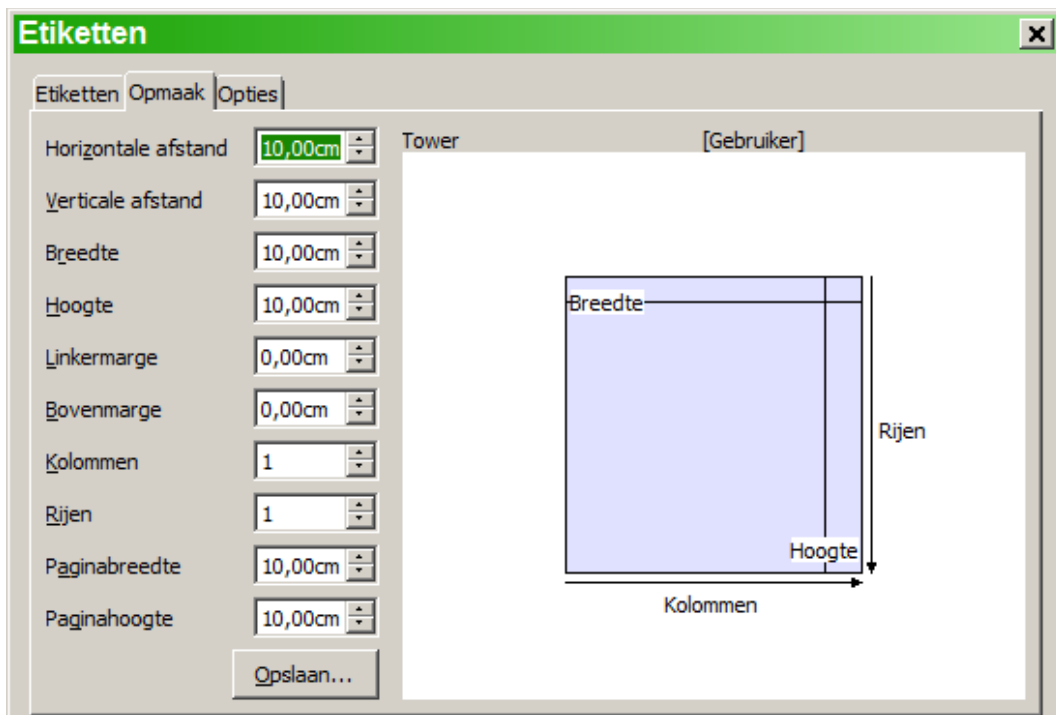 Etiketten
Etiketten Opmaak Opties
Horizontale afstand 10,00cm
Verticale afstand 10,00cm
Breedte 10,00cm
Hoogte 10,00cm
Linkermarge 0,00cm
Bovenmarge 0,00cm
Kolommen 1
Rijen 1
Paginabreedte 10,00cm
Paginahoogte 10,00cm
Opslaan...
Tower [Gebruiker]
Breedte
Rijen
Hoogte
Kolommen